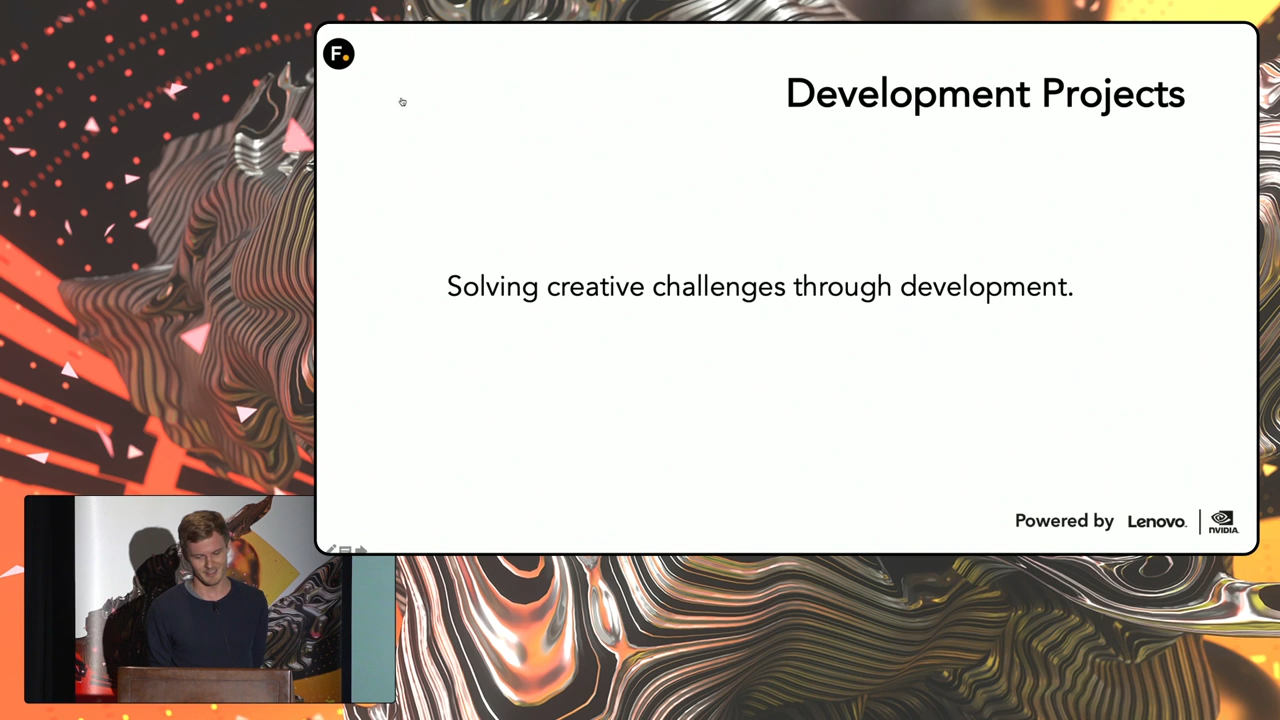 F.
Development Projects
Solving creative challenges through development.
Powered by Lenovo. NVIDIA.